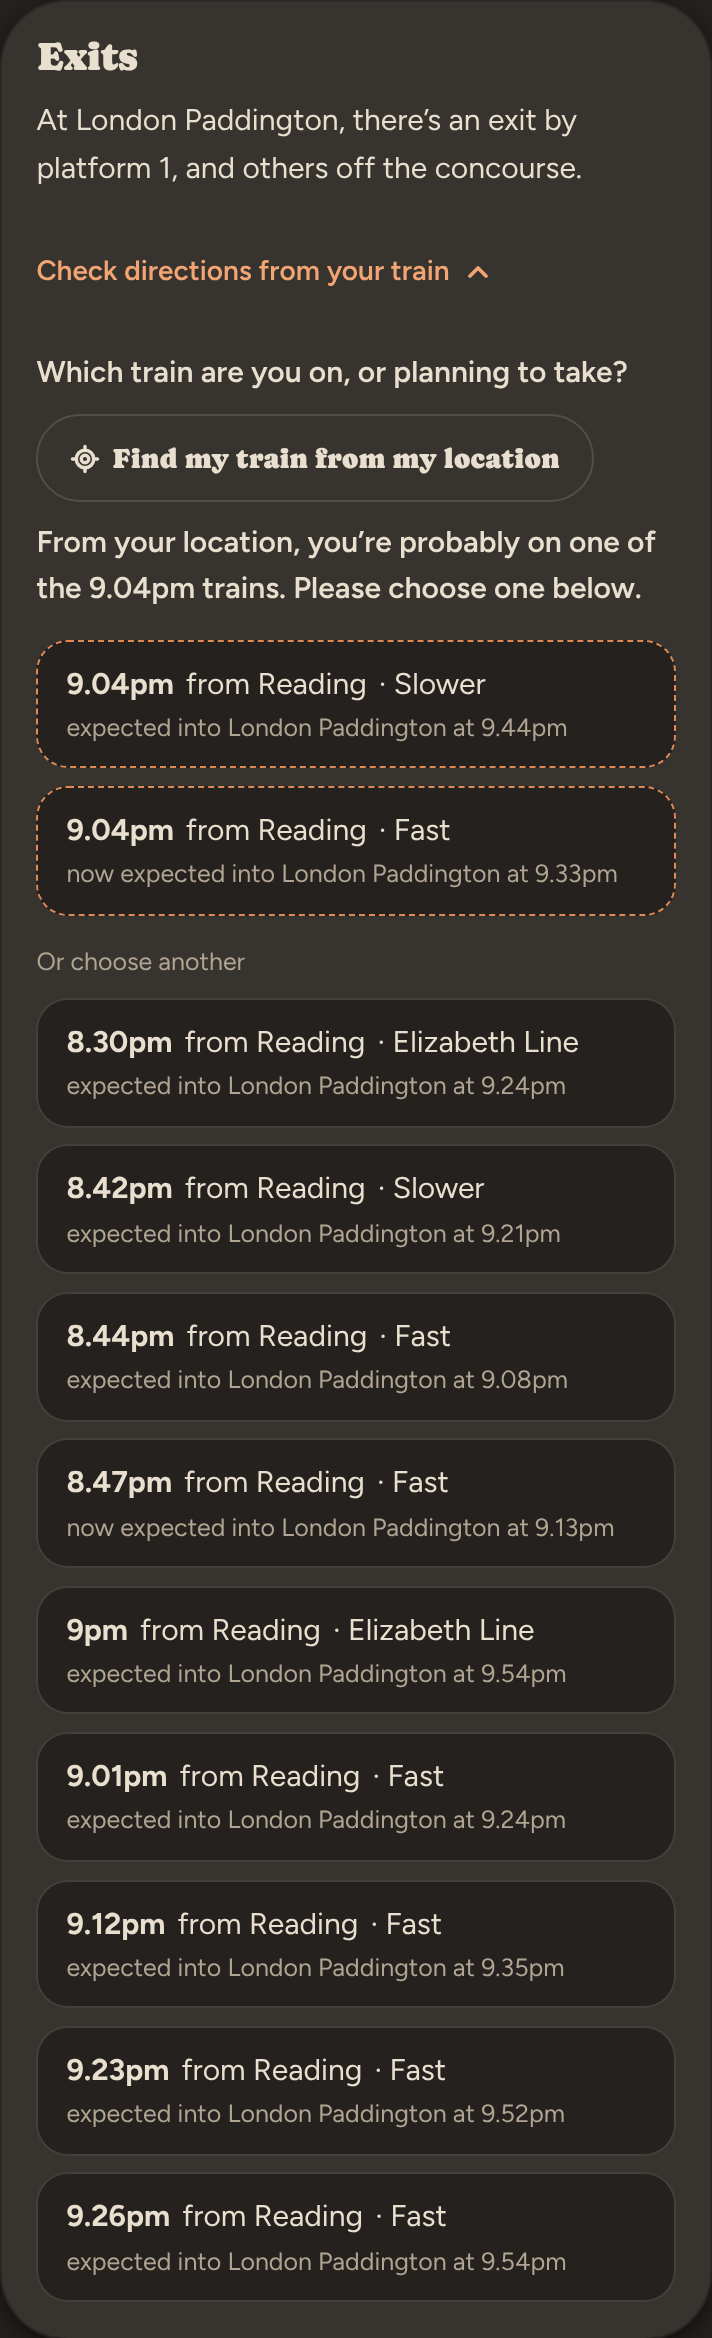 Exits
At London Paddington, there’s an exit by
platform 1, and others off the concourse.
Check directions from your train
Which train are you on, or planning to take?
Find my train from my location
From your location, you’re probably on one of
the 9.04pm trains. Please choose one below.
9.04pm from Reading · Slower
expected into London Paddington at 9.44pm
9.04pm from Reading · Fast
now expected into London Paddington at 9.33pm
Or choose another
8.30pm from Reading · Elizabeth Line
expected into London Paddington at 9.24pm
8.42pm from Reading · Slower
expected into London Paddington at 9.21pm
8.44pm from Reading · Fast
expected into London Paddington at 9.08pm
8.47pm from Reading · Fast
now expected into London Paddington at 9.13pm
9pm from Reading · Elizabeth Line
expected into London Paddington at 9.54pm
9.01pm from Reading · Fast
expected into London Paddington at 9.24pm
9.12pm from Reading · Fast
expected into London Paddington at 9.35pm
9.23pm from Reading · Fast
expected into London Paddington at 9.52pm
9.26pm from Reading · Fast
expected into London Paddington at 9.54pm